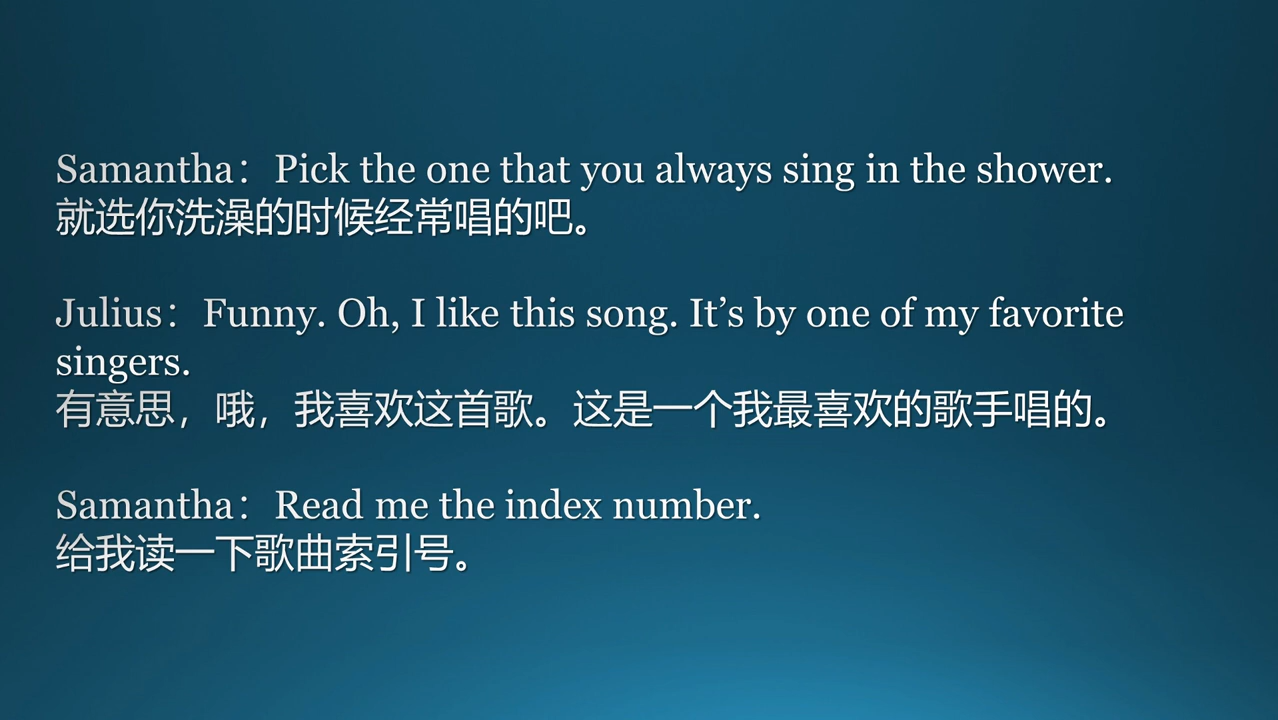 Samantha：Pick the one that you always sing in the shower.
就选你洗澡的时候经常唱的吧。
Julius：Funny. Oh, I like this song. It’s by one of my favorite
singers.
有意思，哦，我喜欢这首歌。这是一个我最喜欢的歌手唱的。
Samantha：Read me the index number.
给我读一下歌曲索引号。